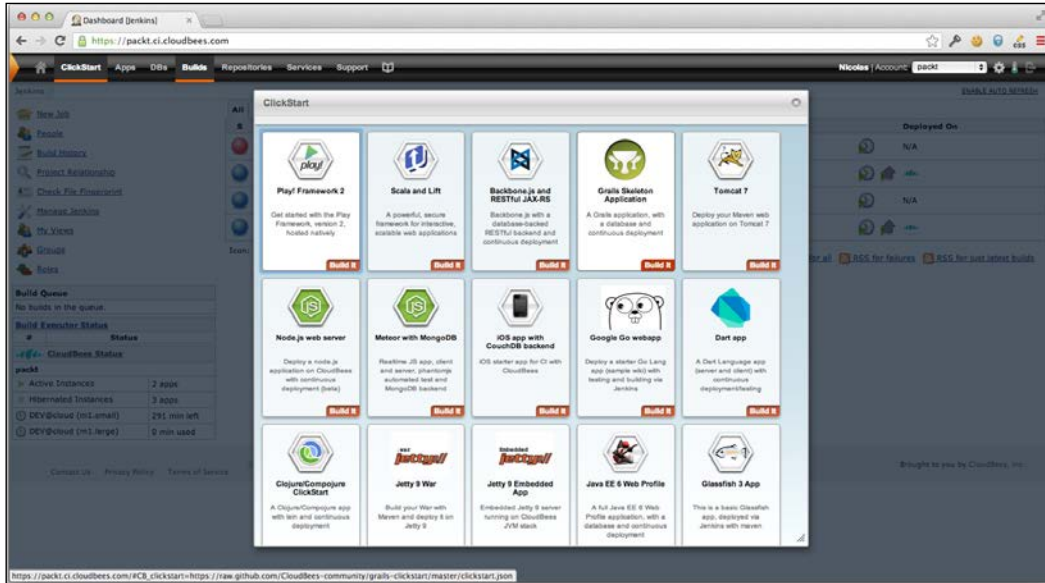 Dashboard [Jenkins]
https://packt.ci.cloudbees.com
ClickStart Apps DBs Builds Repositories Services Support
Nicolas | Account: packt
Jenkins
ENABLE AUTO REFRESH
New Job
People
Build History
Project Relationship
Check File Fingerprint
Manage Jenkins
My Views
Groups
Roles
All
S
Icon:
Deployed On
N/A
N/A
for all RSS for failures RSS for just latest builds
Build Queue
No builds in the queue.
Build Executor Status
# Status
CloudBees Status
packt
Active Instances 2 apps
Hibernated Instances 3 apps
DEV@cloud (m1.small) 291 min left
DEV@cloud (m1.large) 0 min used
Contact Us Privacy Policy Terms of Service
Brought to you by CloudBees, Inc.
ClickStart
play!
Play! Framework 2
Get started with the Play
Framework, version 2,
hosted natively
Build It
Scala and Lift
A powerful, secure
framework for interactive,
scalable web applications
Build It
Backbone.js and
RESTful JAX-RS
Backbone.js with a
database-backed
RESTful backend and
continuous deployment
Build It
Grails Skeleton
Application
A Grails application, with
a database and
continuous deployment
Build It
Tomcat 7
Deploy your Maven web
application on Tomcat 7
Build It
JS
Node.js web server
Deploy a node.js
application on CloudBees
with continuous
deployment (beta)
Build It
JS
Meteor with MongoDB
Realtime JS app, client
and server, phantomjs
automated test and
MongoDB backend
Build It
iOS app with
CouchDB backend
iOS starter app for CI with
CloudBees
Build It
Google Go webapp
Deploy a starter Go Lang
app (sample wiki) with
testing and building via
Jenkins
Build It
Dart app
A Dart Language app
(server and client) with
continuous
deployment/testing
Build It
Clojure/Compojure
ClickStart
A Clojure/Compojure app
with lein and continuous
deployment
war
jetty://
Jetty 9 War
Build your War with
Maven and deploy it on
Jetty 9
Embedded
jetty://
Jetty 9 Embedded
App
Embedded Jetty 9 server
running on CloudBees
JVM stack
Java EE 6 Web Profile
A full Java EE 6 Web
Profile application, with a
database and continuous
deployment
Glassfish 3 App
This is a basic Glassfish
app, deployed via
Jenkins with maven
https://packt.ci.cloudbees.com/#CB_clickstart=https://raw.github.com/CloudBees-community/grails-clickstart/master/clickstart.json